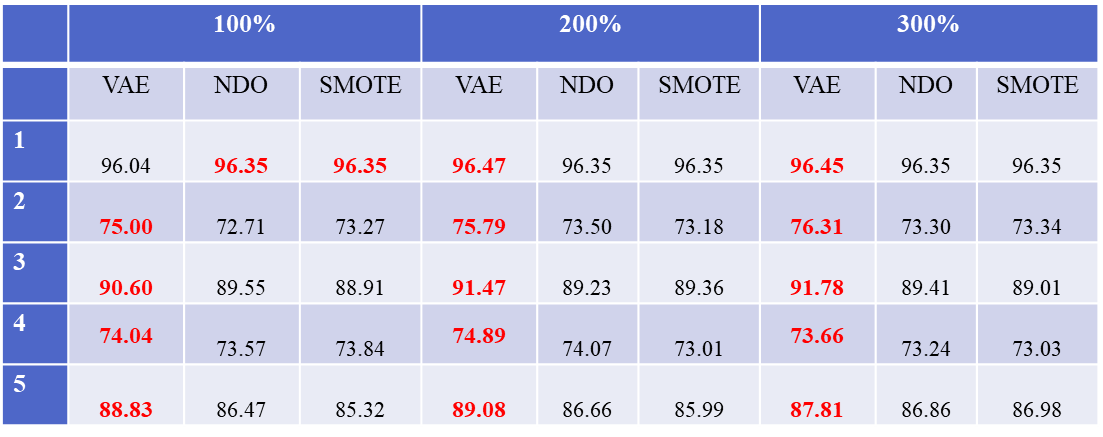 100% 200% 300%
VAE NDO SMOTE VAE NDO SMOTE VAE NDO SMOTE
1 96.04 96.35 96.35 96.47 96.35 96.35 96.45 96.35 96.35
2 75.00 72.71 73.27 75.79 73.50 73.18 76.31 73.30 73.34
3 90.60 89.55 88.91 91.47 89.23 89.36 91.78 89.41 89.01
4 74.04 73.57 73.84 74.89 74.07 73.01 73.66 73.24 73.03
5 88.83 86.47 85.32 89.08 86.66 85.99 87.81 86.86 86.98